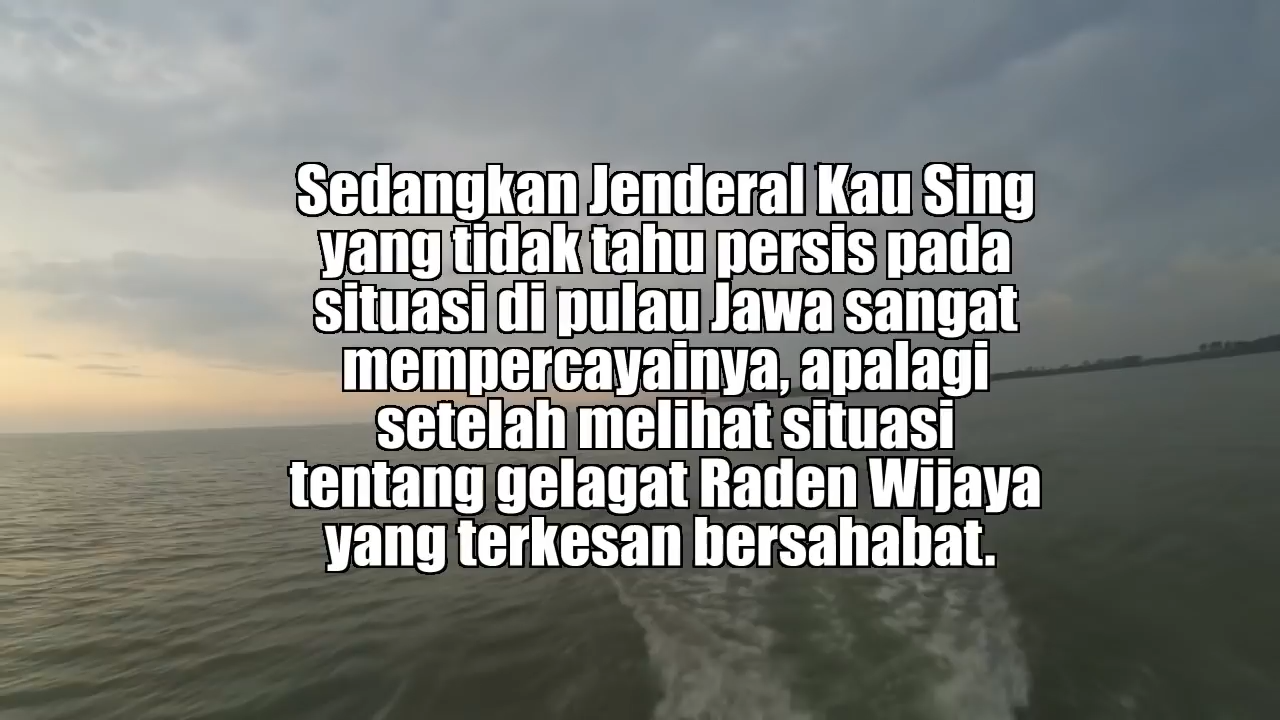 Sedangkan Jenderal Kau Sing
yang tidak tahu persis pada
situasi di pulau Jawa sangat
mempercayainya, apalagi
setelah melihat situasi
tentang gelagat Raden Wijaya
yang terkesan bersahabat.